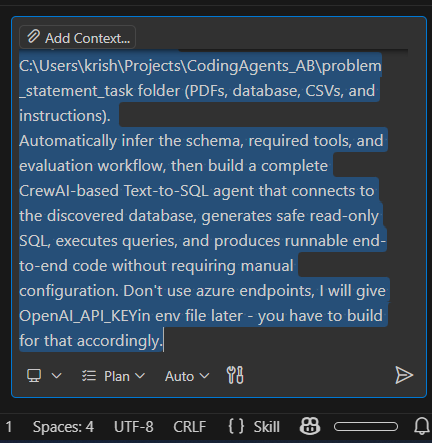 Add Context...
C:\Users\krish\Projects\CodingAgents_AB\problem
_statement_task folder (PDFs, database, CSVs, and
instructions).
Automatically infer the schema, required tools, and
evaluation workflow, then build a complete
CrewAI-based Text-to-SQL agent that connects to
the discovered database, generates safe read-only
SQL, executes queries, and produces runnable end-
to-end code without requiring manual
configuration. Don't use azure endpoints, I will give
OpenAI_API_KEYin env file later - you have to build
for that accordingly.
Plan Auto
1 Spaces: 4 UTF-8 CRLF { } Skill